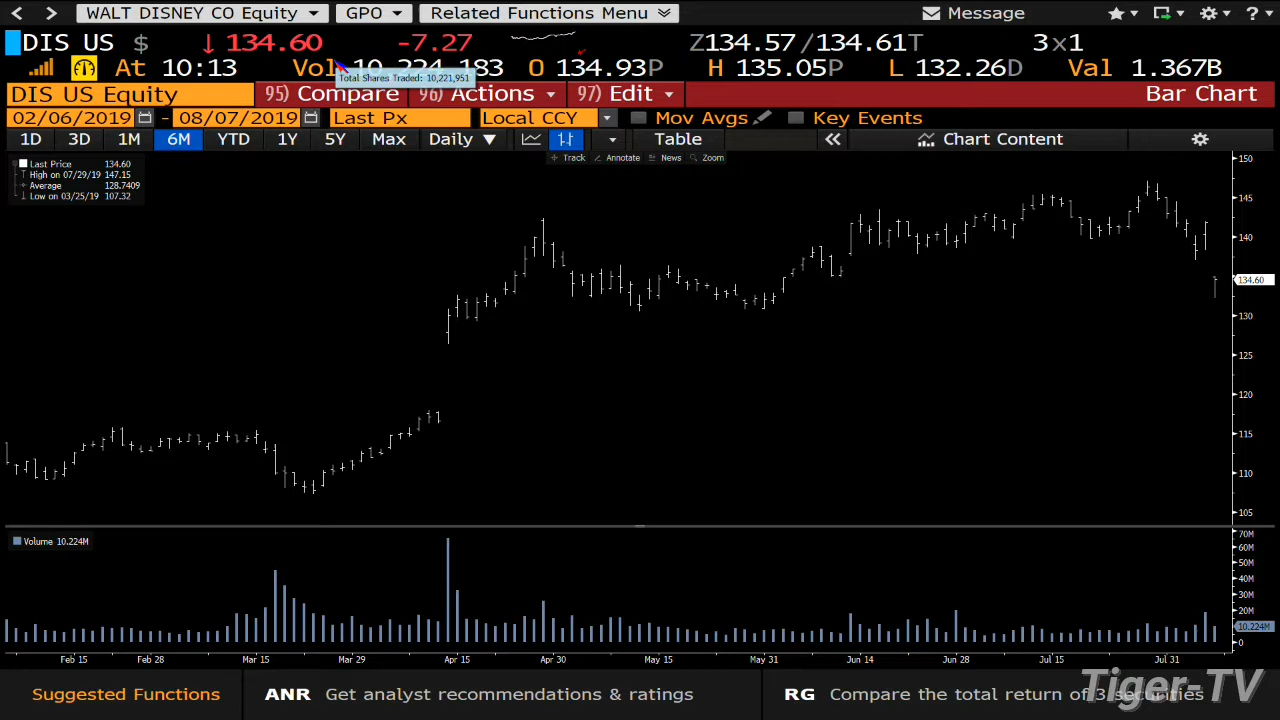 WALT DISNEY CO Equity GPO Related Functions Menu Message
DIS US $ ↓ 134.60 -7.27 Z134.57/134.61T 3×1
At 10:13 Vol 10,224,183 O 134.93P H 135.05P L 132.26D Val 1.367B
Total Shares Traded: 10,221,951
DIS US Equity 95) Compare 96) Actions 97) Edit Bar Chart
02/06/2019 - 08/07/2019 Last Px Local CCY Mov Avgs Key Events
1D 3D 1M 6M YTD 1Y 5Y Max Daily ▼ Table Chart Content
Track Annotate News Zoom
Last Price 134.60
High on 07/29/19 147.15
Average 128.7409
Low on 03/25/19 107.32
150
145
140
134.60
130
125
120
115
110
105
Volume 10.224M
70M
60M
50M
40M
30M
20M
10.224M
0
Feb 15 Feb 28 Mar 15 Mar 29 Apr 15 Apr 30 May 15 May 31 Jun 14 Jun 28 Jul 15 Jul 31
Suggested Functions ANR Get analyst recommendations & ratings RG Compare the total return of 3 securities
Tiger-TV